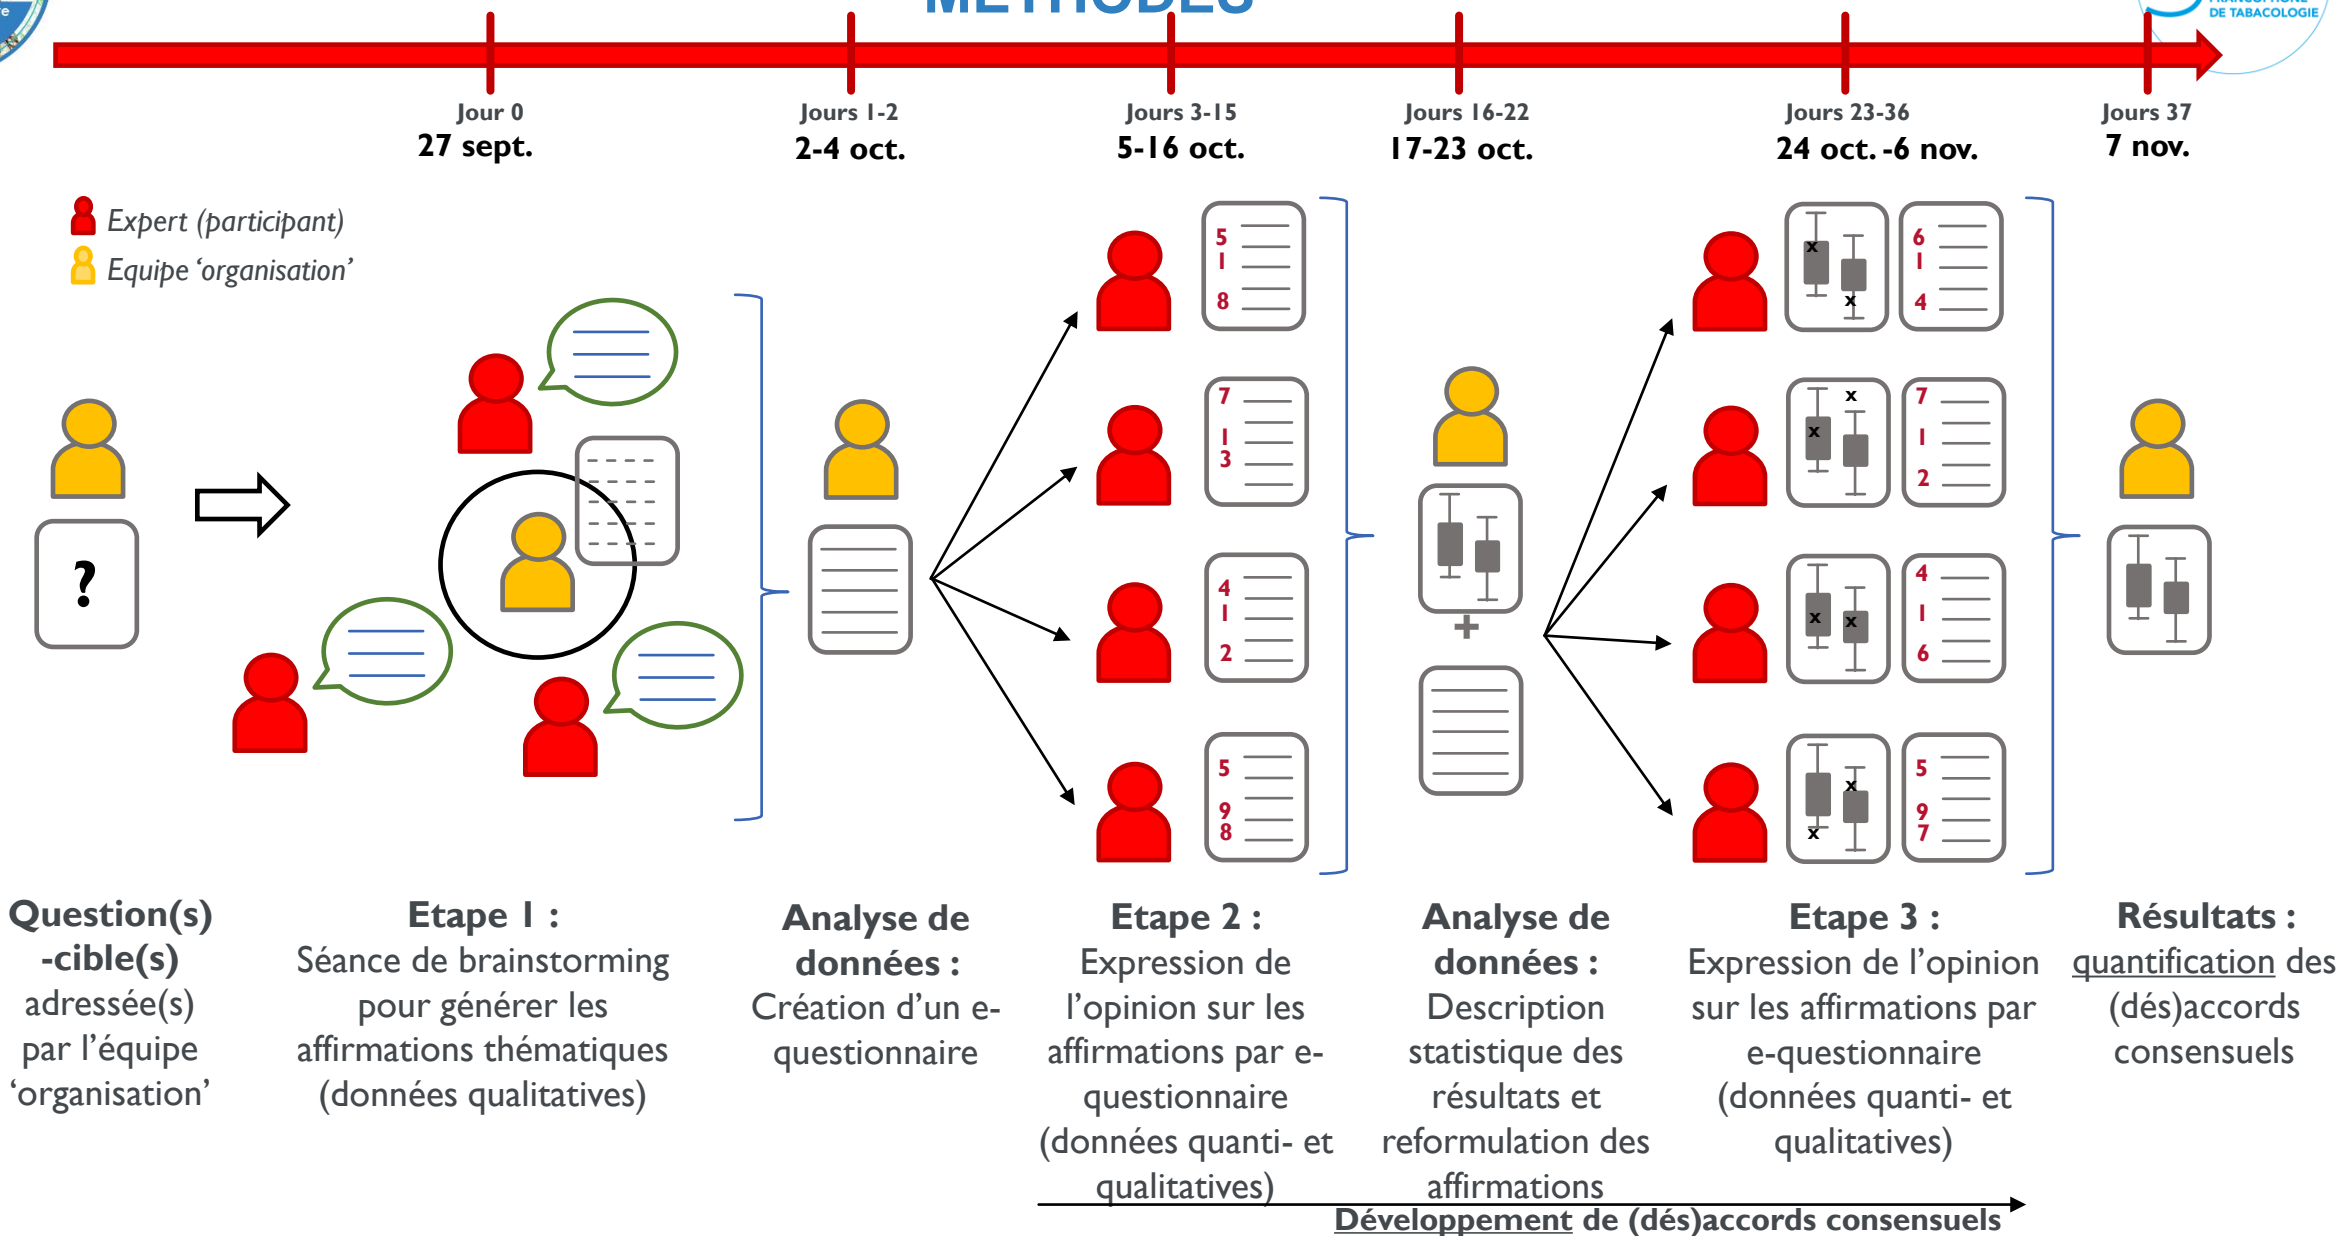 MÉTHODES
FRANCOPHONE
DE TABACOLOGIE
Jour 0
27 sept.
Jours 1-2
2-4 oct.
Jours 3-15
5-16 oct.
Jours 16-22
17-23 oct.
Jours 23-36
24 oct. -6 nov.
Jours 37
7 nov.
Expert (participant)
Equipe ‘organisation’
?
5
1
8
7
1
3
4
1
2
5
9
8
+
x
x
6
1
4
x
x
7
1
2
x
x
4
1
6
x
x
5
9
7
Question(s)
-cible(s)
adressée(s)
par l’équipe
‘organisation’
Etape 1 :
Séance de brainstorming
pour générer les
affirmations thématiques
(données qualitatives)
Analyse de
données :
Création d’un e-
questionnaire
Etape 2 :
Expression de
l’opinion sur les
affirmations par e-
questionnaire
(données quanti- et
qualitatives)
Analyse de
données :
Description
statistique des
résultats et
reformulation des
affirmations
Etape 3 :
Expression de l’opinion
sur les affirmations par
e-questionnaire
(données quanti- et
qualitatives)
Résultats :
quantification des
(dés)accords
consensuels
Développement de (dés)accords consensuels